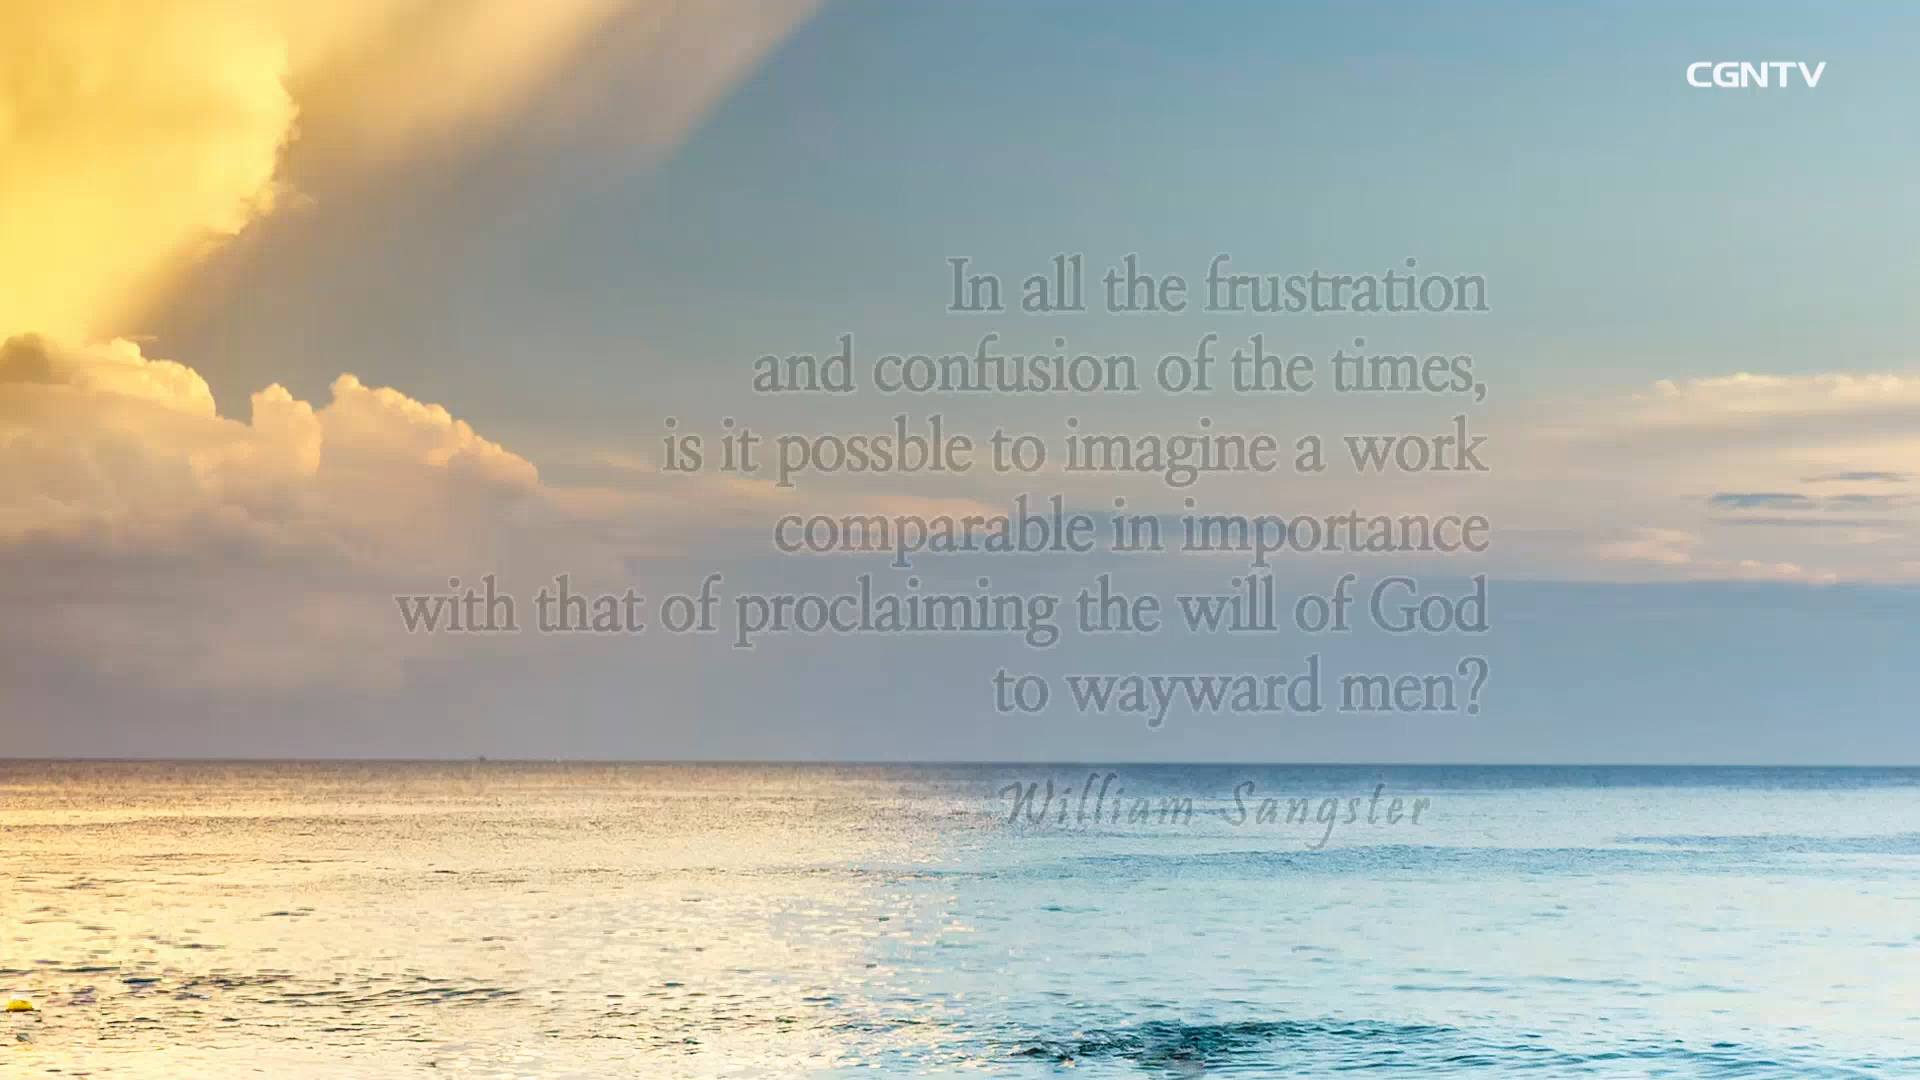 CGNTV
In all the frustration
and confusion of the times,
is it possble to imagine a work
comparable in importance
with that of proclaiming the will of God
to wayward men?
William Sangster